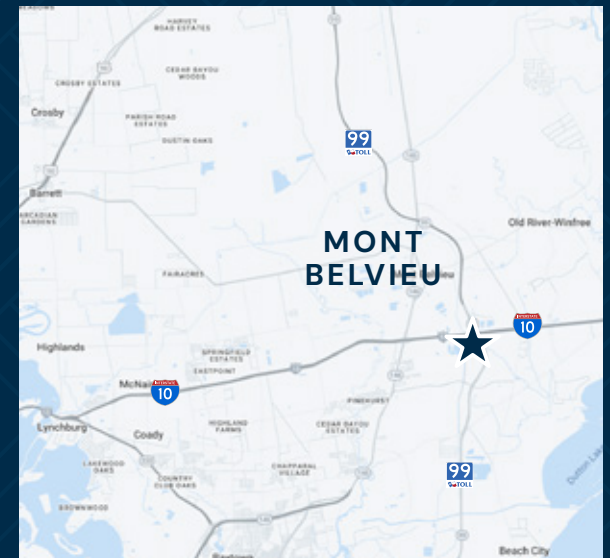 HARVEY
ROAD ESTATES
CEDAR BAYOU
WOODS
CROSBY ESTATES
Crosby
PARISH ROAD
ESTATES
DUSTIN OAKS
99
TOLL
Barrett
ARCADIAN
GARDENS
Old River-Winfree
MONT
BELVIEU
FAIRACRES
10
Highlands
SPRINGFIELD
ESTATES
EASTPOINT
McNair
10
PINEHURST
Lynchburg
Coady
HIGHLAND
FARMS
CEDAR BAYOU
ESTATES
LAKEWOOD
OAKS
COUNTRY
CLUB OAKS
CHAPPARAL
VILLAGE
99
TOLL
BROWNWOOD
Beach City